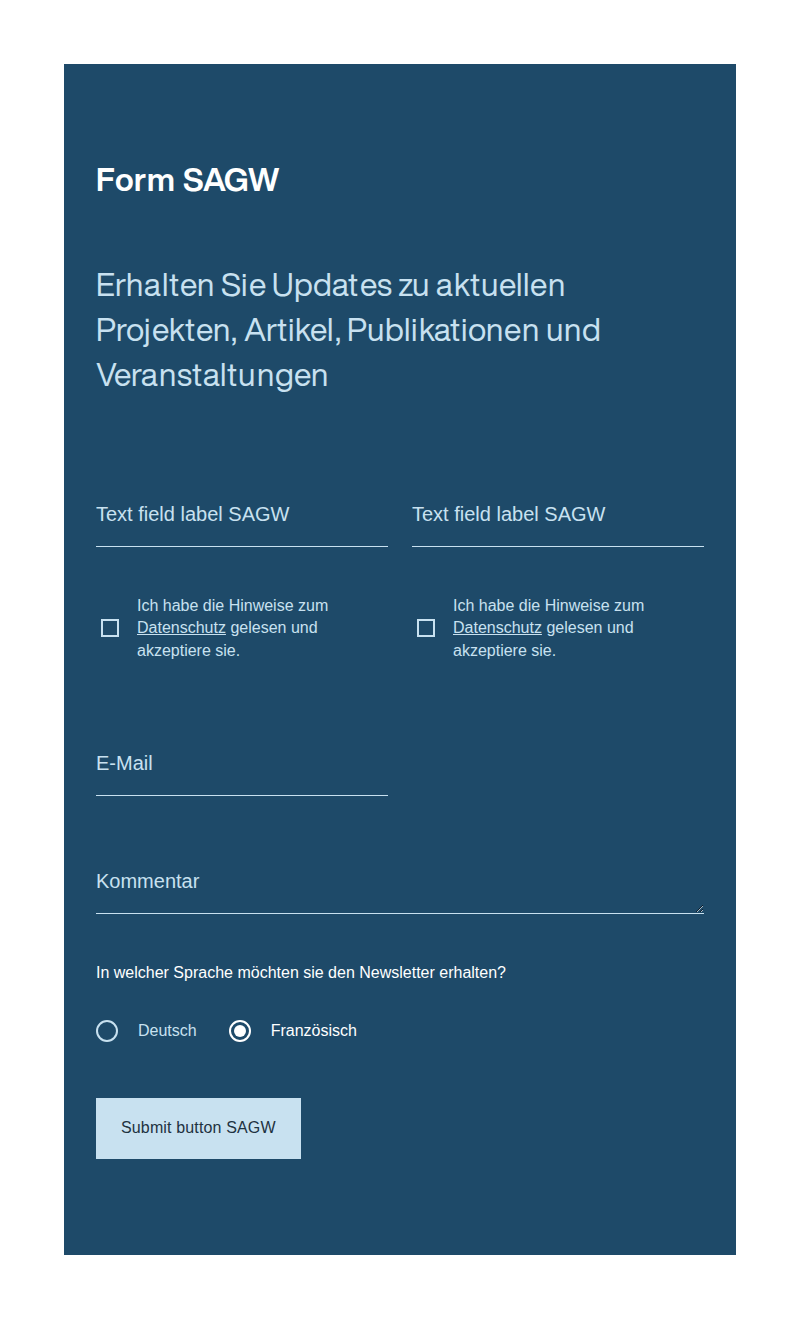 Form SAGW
Erhalten Sie Updates zu aktuellen
Projekten, Artikel, Publikationen und
Veranstaltungen
Text field label SAGW
Text field label SAGW
Ich habe die Hinweise zum
Datenschutz gelesen und
akzeptiere sie.
Ich habe die Hinweise zum
Datenschutz gelesen und
akzeptiere sie.
E-Mail
Kommentar
In welcher Sprache möchten sie den Newsletter erhalten?
Deutsch
Französisch
Submit button SAGW